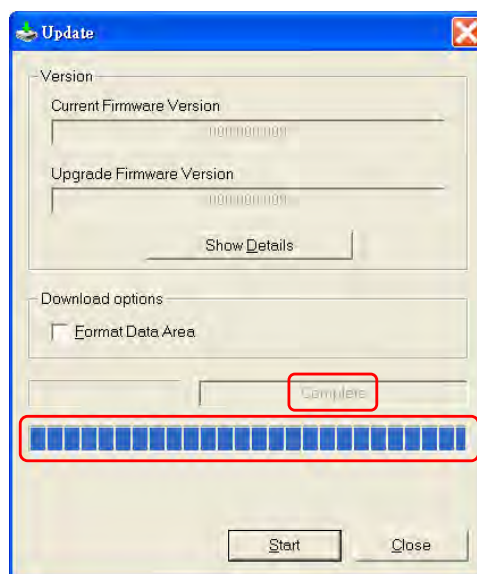 Update
Version
Current Firmware Version
Upgrade Firmware Version
Show Details
Download options
Format Data Area
Complete
Start
Close